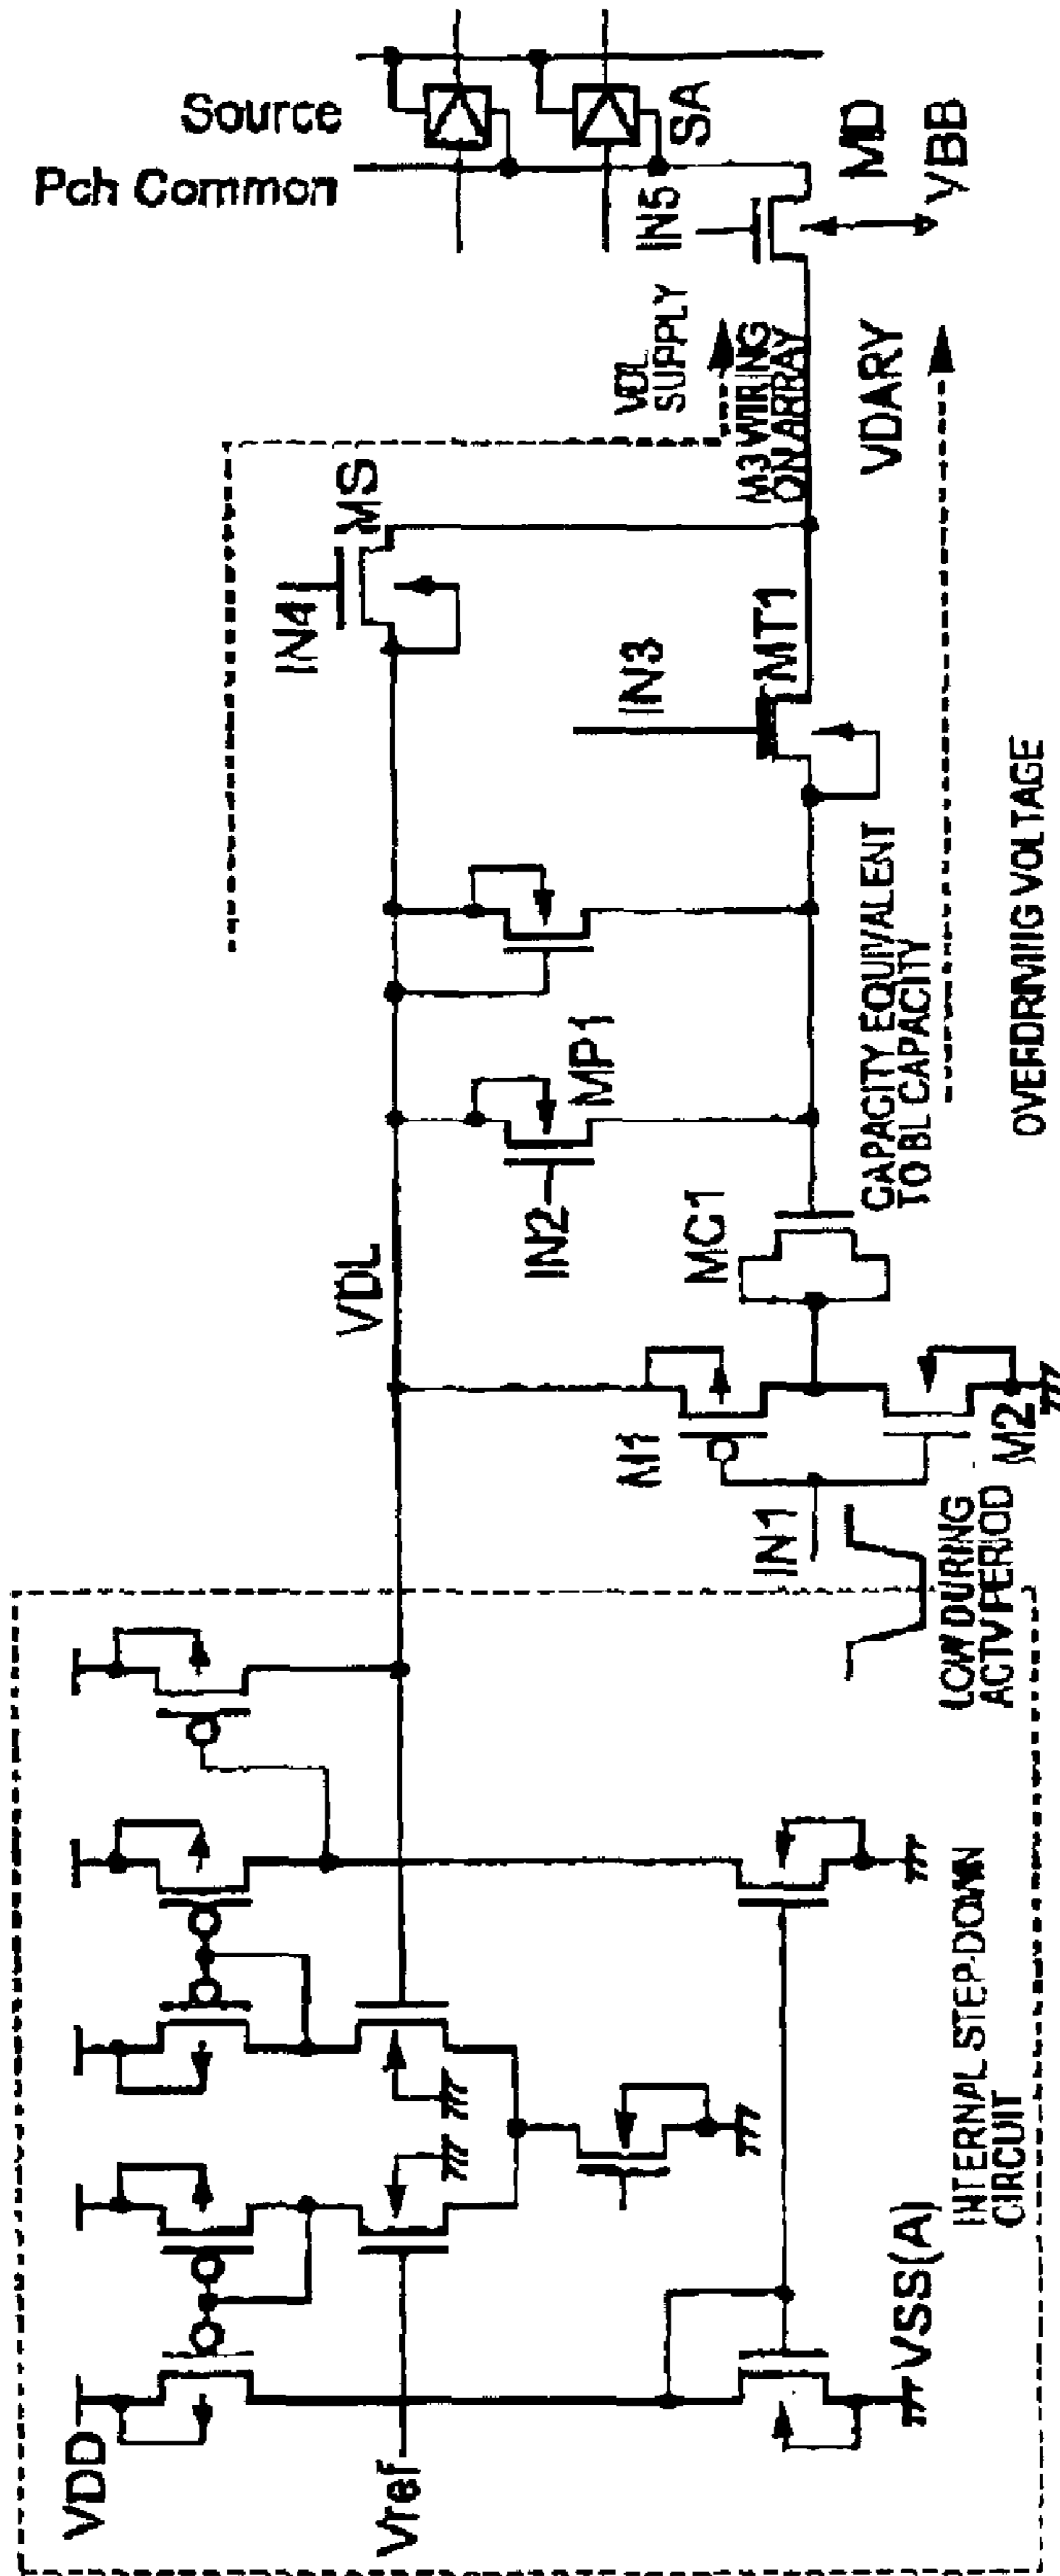 Source
Pch Common
SA
IN5
MD
VBB
VDL
SUPPLY
M3 WIRING
ON ARRAY
VDARY
MS
IN4
IN3
MT1
MP1
IN2
CAPACITY EQUIVALENT
TO BL CAPACITY
OVERDRIVING VOLTAGE
VDL
MC1
M1
M2
IN1
LOW DURING
ACTV PERIOD
VDD
Vref
VSS(A)
INTERNAL STEP-DOWN
CIRCUIT